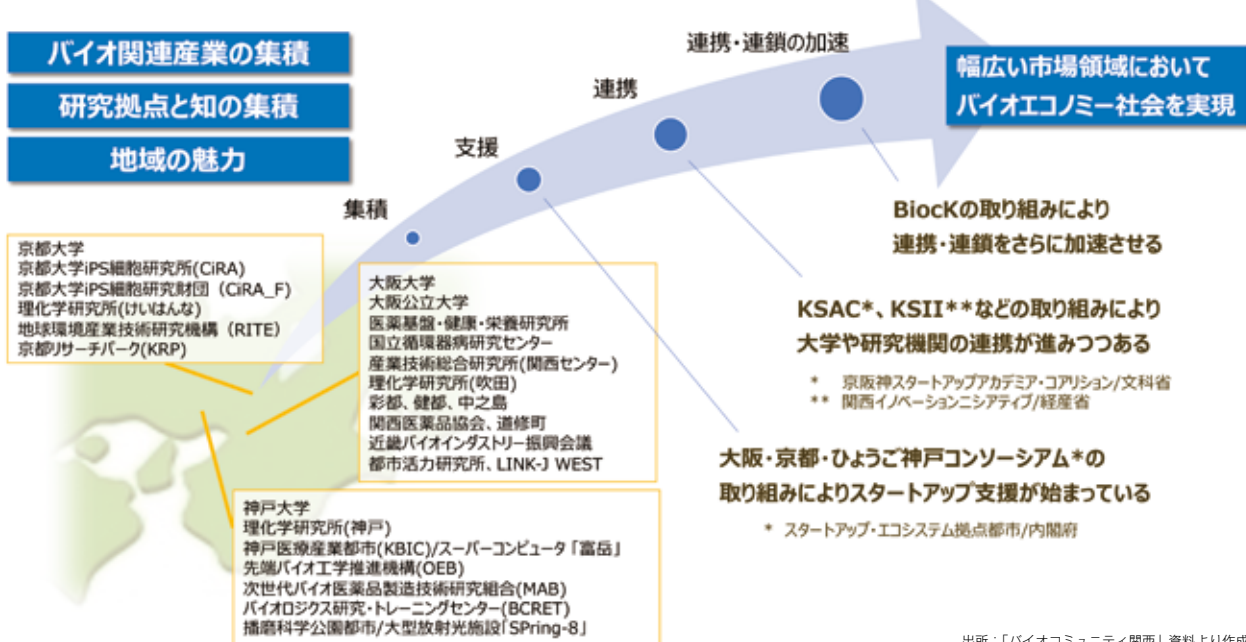 バイオ関連産業の集積
研究拠点と知の集積
地域の魅力
集積
支援
連携
連携・連鎖の加速
幅広い市場領域において
バイオエコノミー社会を実現
京都大学
京都大学iPS細胞研究所(CiRA)
京都大学iPS細胞研究財団（CiRA_F)
理化学研究所(けいはんな)
地球環境産業技術研究機構（RITE）
京都リサーチパーク(KRP)
大阪大学
大阪公立大学
医薬基盤・健康・栄養研究所
国立循環器病研究センター
産業技術総合研究所(関西センター)
理化学研究所(吹田)
彩都、健都、中之島
関西医薬品協会、道修町
近畿バイオインダストリー振興会議
都市活力研究所、LINK-J WEST
神戸大学
理化学研究所(神戸)
神戸医療産業都市(KBIC)/スーパーコンピュータ「富岳」
先端バイオ工学推進機構(OEB)
次世代バイオ医薬品製造技術研究組合(MAB)
バイオロジクス研究・トレーニングセンター(BCRET)
播磨科学公園都市/大型放射光施設「SPring-8」
BiocKの取り組みにより
連携・連鎖をさらに加速させる
KSAC*、KSII**などの取り組みにより
大学や研究機関の連携が進みつつある
* 京阪神スタートアップアカデミア・コアリション/文科省
** 関西イノベーションニシアティブ/経産省
大阪・京都・ひょうご神戸コンソーシアム*の
取り組みによりスタートアップ支援が始まっている
* スタートアップ・エコシステム拠点都市/内閣府
出所：「バイオコミュニティ関西」資料より作成